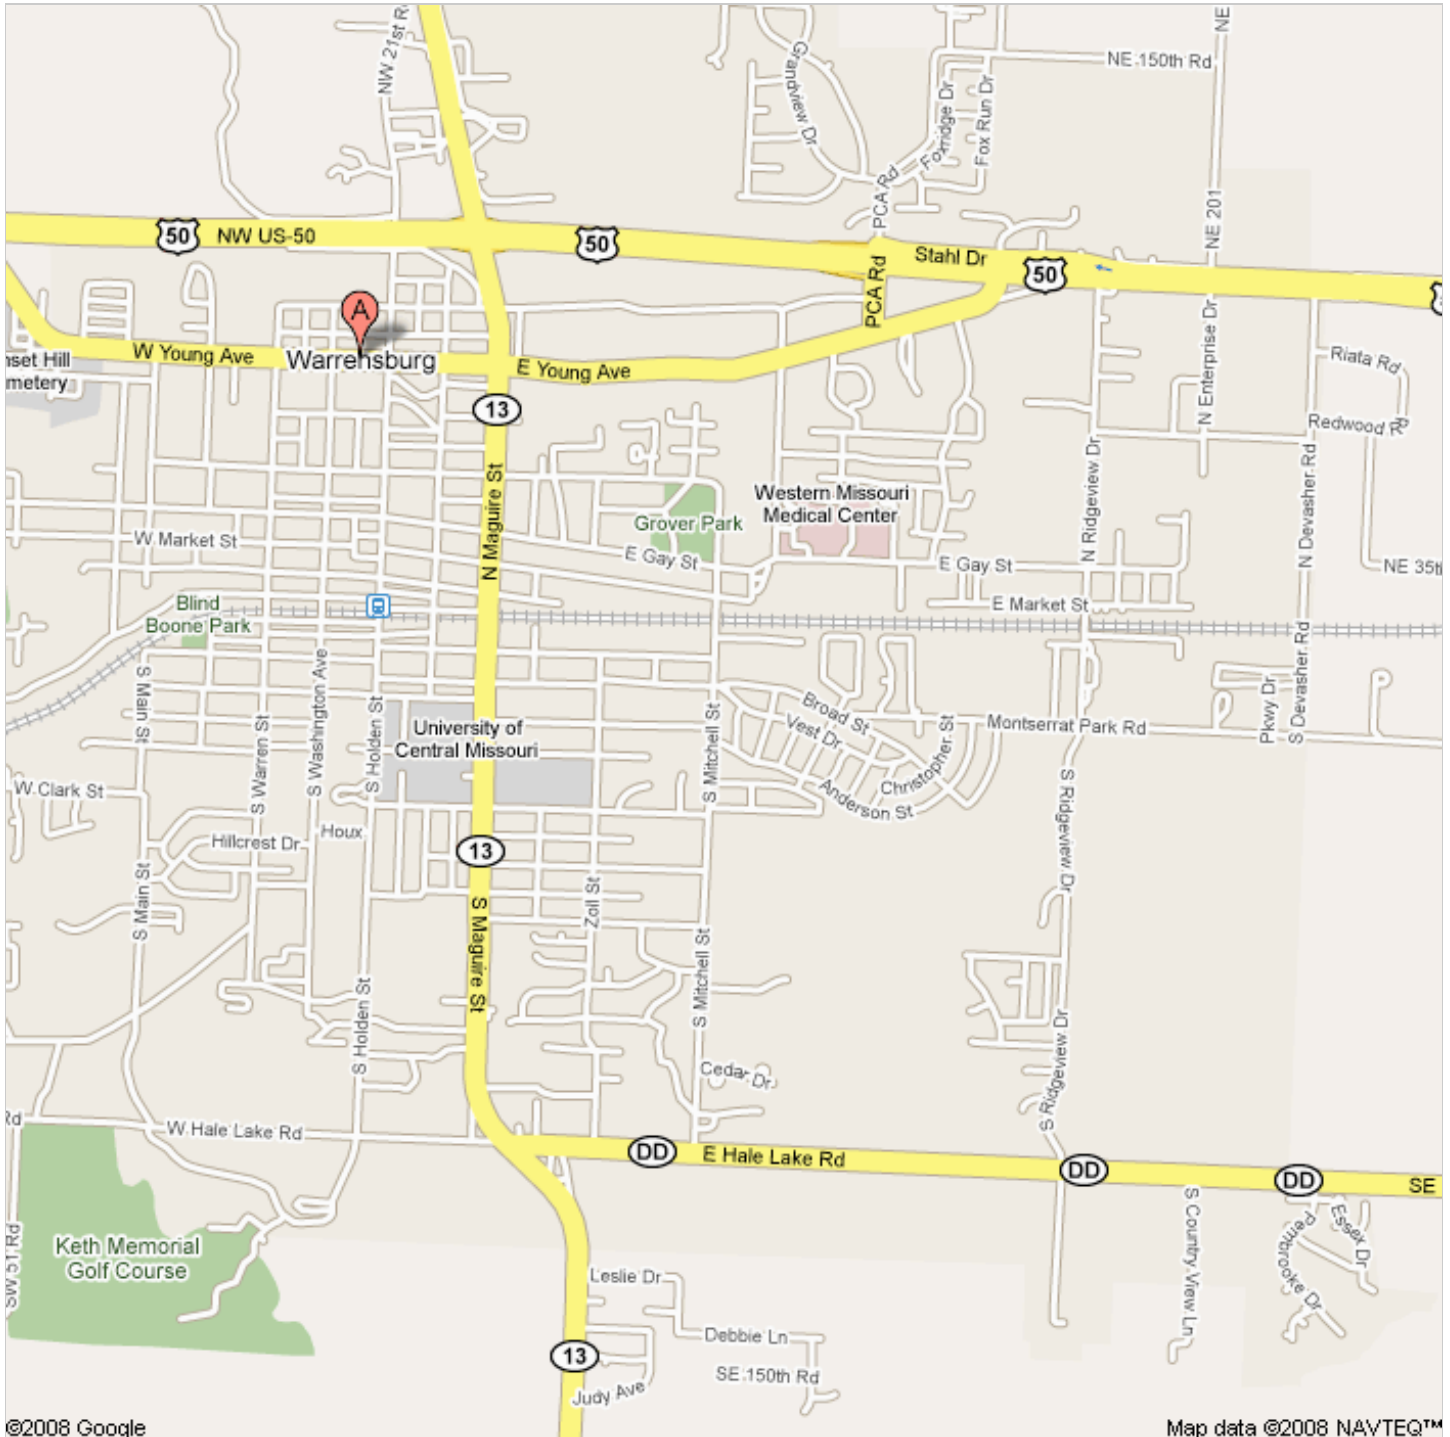 NW 21st R
Grandview Dr
Foxridge Dr
Fox Run Dr
NE 150th Rd
NE
PCA Rd
NE 201
50
NW US-50
50
Stahl Dr
50
PCA Rd
A
W Young Ave
Warrensburg
E Young Ave
nset Hill
metery
13
N Enterprise Dr
Riata Rd
Redwood R
N Maguire St
Western Missouri
Medical Center
N Ridgeview Dr
N Devasher Rd
Grover Park
W Market St
E Gay St
E Gay St
NE 35t
E Market St
Blind
Boone Park
S Main St
S Washington Ave
S Holden St
S Warren St
University of
Central Missouri
S Mitchell St
Broad St
Vest Dr
Christopher St
Anderson St
Montserrat Park Rd
Pkwy Dr
S Devasher Rd
W Clark St
Houx
Hillcrest Dr
13
S Ridgeview Dr
S Main St
Zoll St
S Maguire St
S Mitchell St
S Holden St
Cedar Dr
S Ridgeview Dr
Rd
W Hale Lake Rd
DD
E Hale Lake Rd
DD
DD
SE
SW 51 Rd
Keth Memorial
Golf Course
S Country View Ln
Pembrooke Dr
Essex Dr
Leslie Dr
Debbie Ln
13
SE 150th Rd
Judy Ave
©2008 Google
Map data ©2008 NAVTEQ™